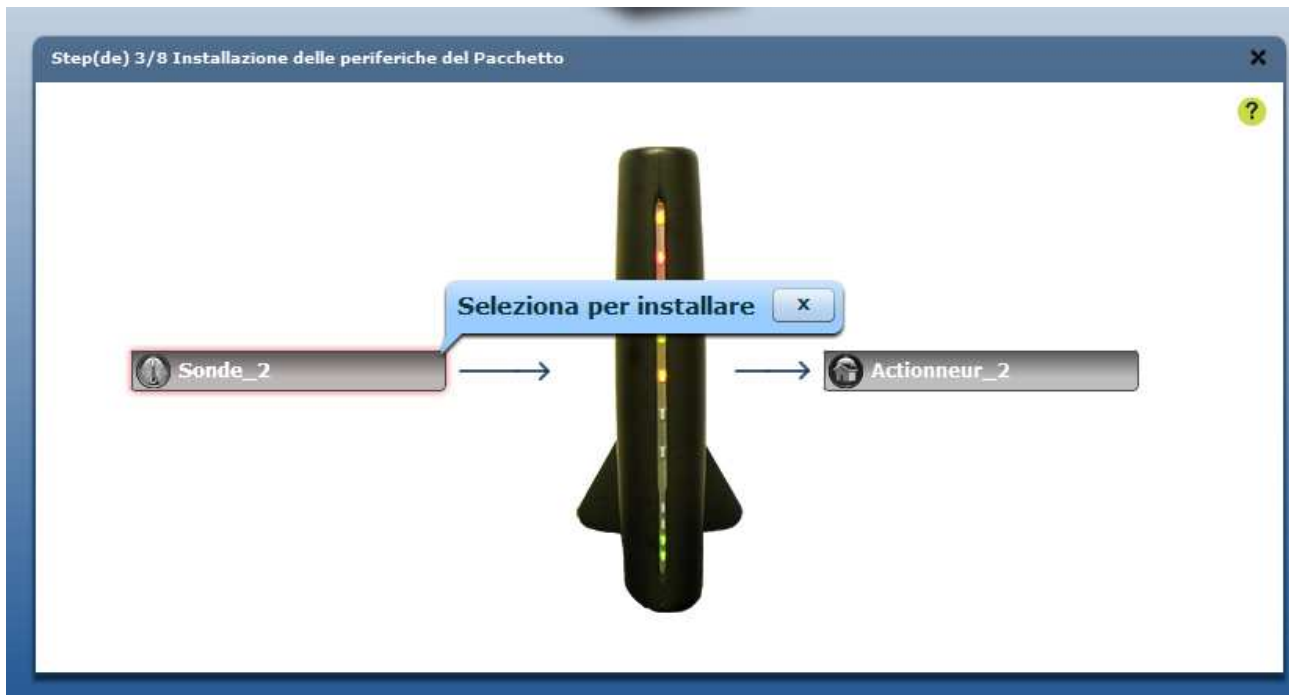 Step(de) 3/8 Installazione delle periferiche del Pacchetto
?
Seleziona per installare x
Sonde_2
Actionneur_2